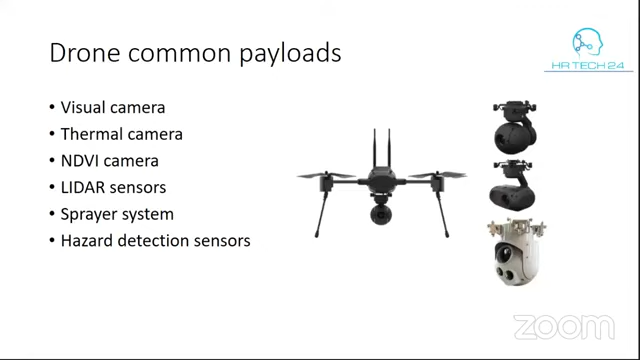 Drone common payloads
HR TECH 24
• Visual camera
• Thermal camera
• NDVI camera
• LIDAR sensors
• Sprayer system
• Hazard detection sensors
zoom